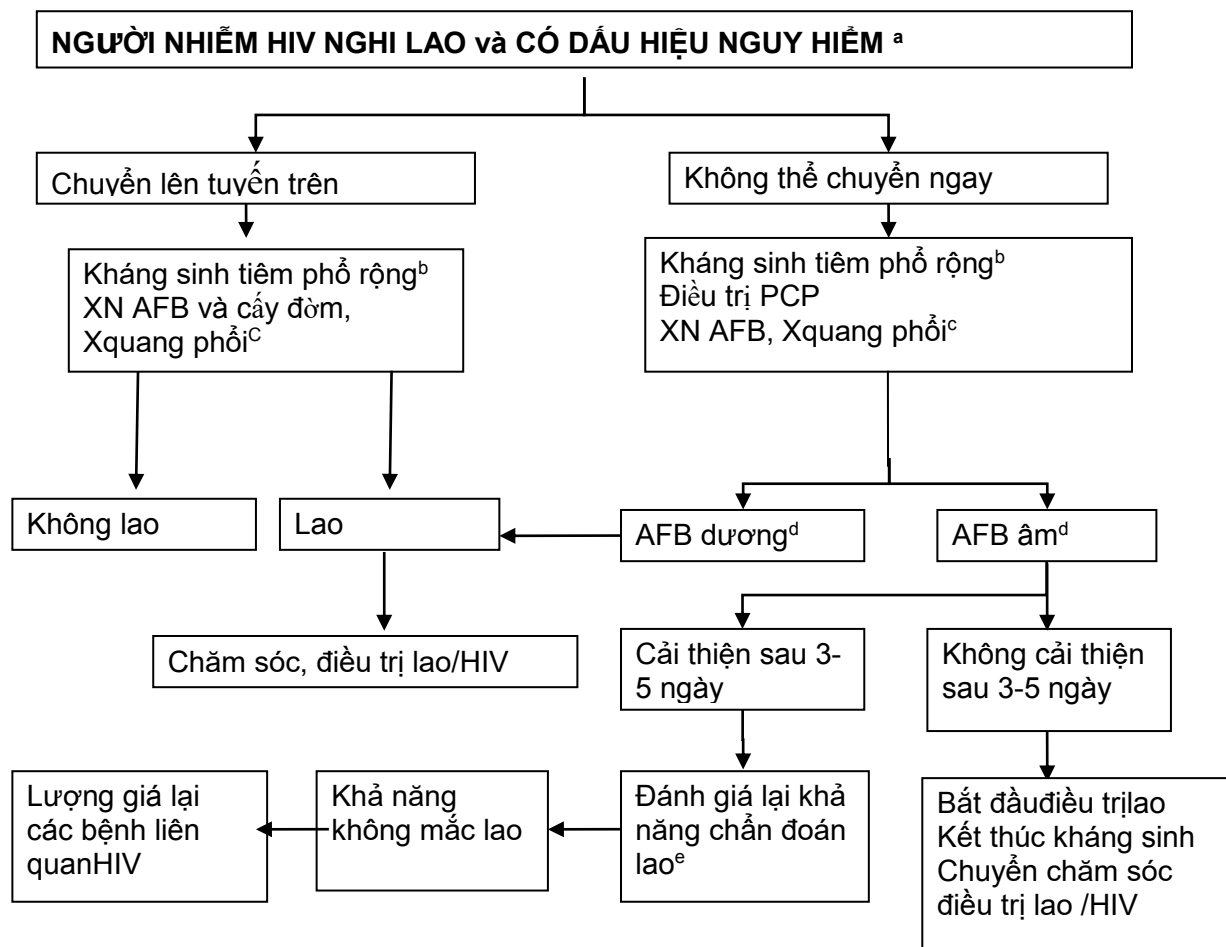 NGƯỜI NHIỄM HIV NGHI LAO và CÓ DẤU HIỆU NGUY HIỂM ᵃ
Chuyển lên tuyến trên
Không thể chuyển ngay
Kháng sinh tiêm phổ rộngᵇ
XN AFB và cấy đờm,
Xquang phổiC
Kháng sinh tiêm phổ rộngᵇ
Điều trị PCP
XN AFB, Xquang phổiᶜ
Không lao
Lao
AFB dươngᵈ
AFB âmᵈ
Chăm sóc, điều trị lao/HIV
Cải thiện sau 3-
5 ngày
Không cải thiện
sau 3-5 ngày
Lượng giá lại
các bệnh liên
quanHIV
Khả năng
không mắc lao
Đánh giá lại khả
năng chẩn đoán
laoᵉ
Bắt đầuđiều trịlao
Kết thúc kháng sinh
Chuyển chăm sóc
điều trị lao /HIV